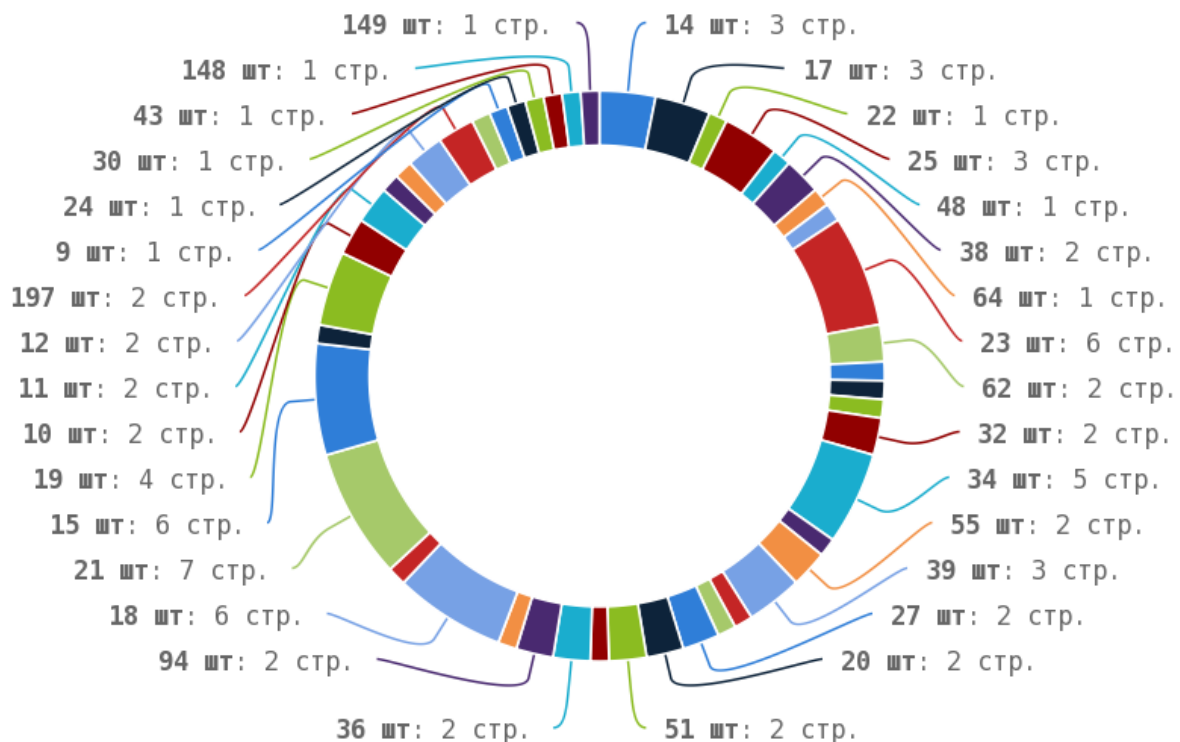 149 шт: 1 стр.
14 шт: 3 стр.
148 шт: 1 стр.
17 шт: 3 стр.
43 шт: 1 стр.
22 шт: 1 стр.
30 шт: 1 стр.
25 шт: 3 стр.
24 шт: 1 стр.
48 шт: 1 стр.
9 шт: 1 стр.
38 шт: 2 стр.
197 шт: 2 стр.
64 шт: 1 стр.
12 шт: 2 стр.
23 шт: 6 стр.
11 шт: 2 стр.
62 шт: 2 стр.
10 шт: 2 стр.
32 шт: 2 стр.
19 шт: 4 стр.
34 шт: 5 стр.
15 шт: 6 стр.
55 шт: 2 стр.
21 шт: 7 стр.
39 шт: 3 стр.
18 шт: 6 стр.
27 шт: 2 стр.
94 шт: 2 стр.
20 шт: 2 стр.
36 шт: 2 стр.
51 шт: 2 стр.